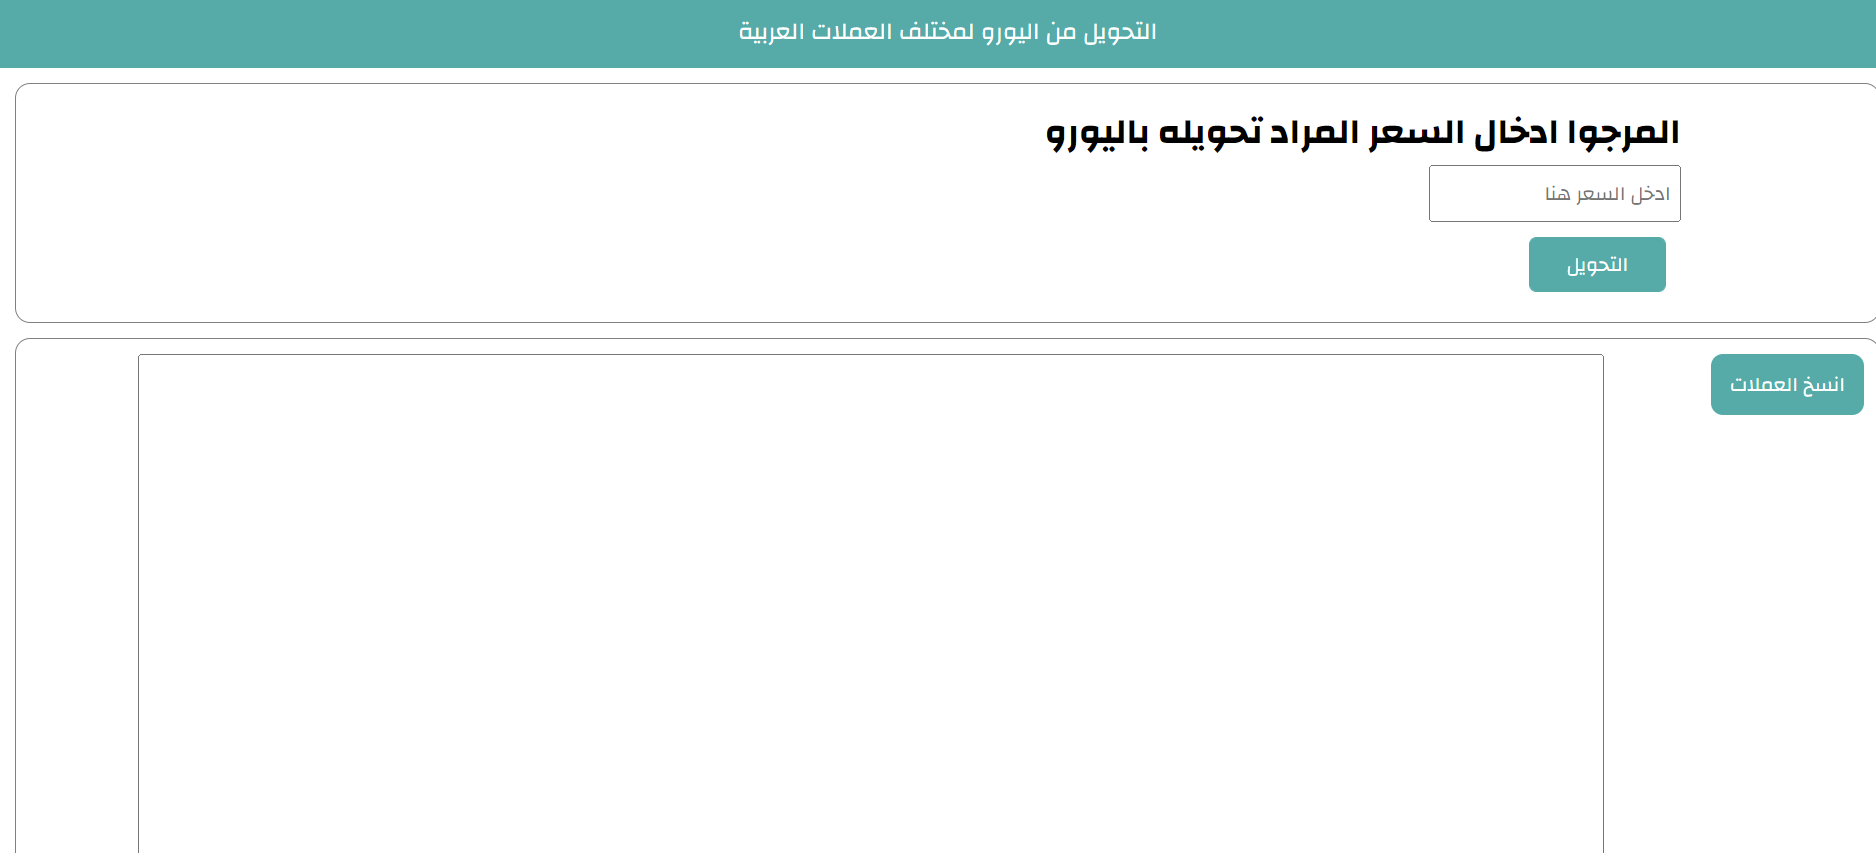 التحويل من اليورو لمختلف العملات العربية
المرجوا ادخال السعر المراد تحويله باليورو
ادخل السعر هنا
التحويل
انسخ العملات